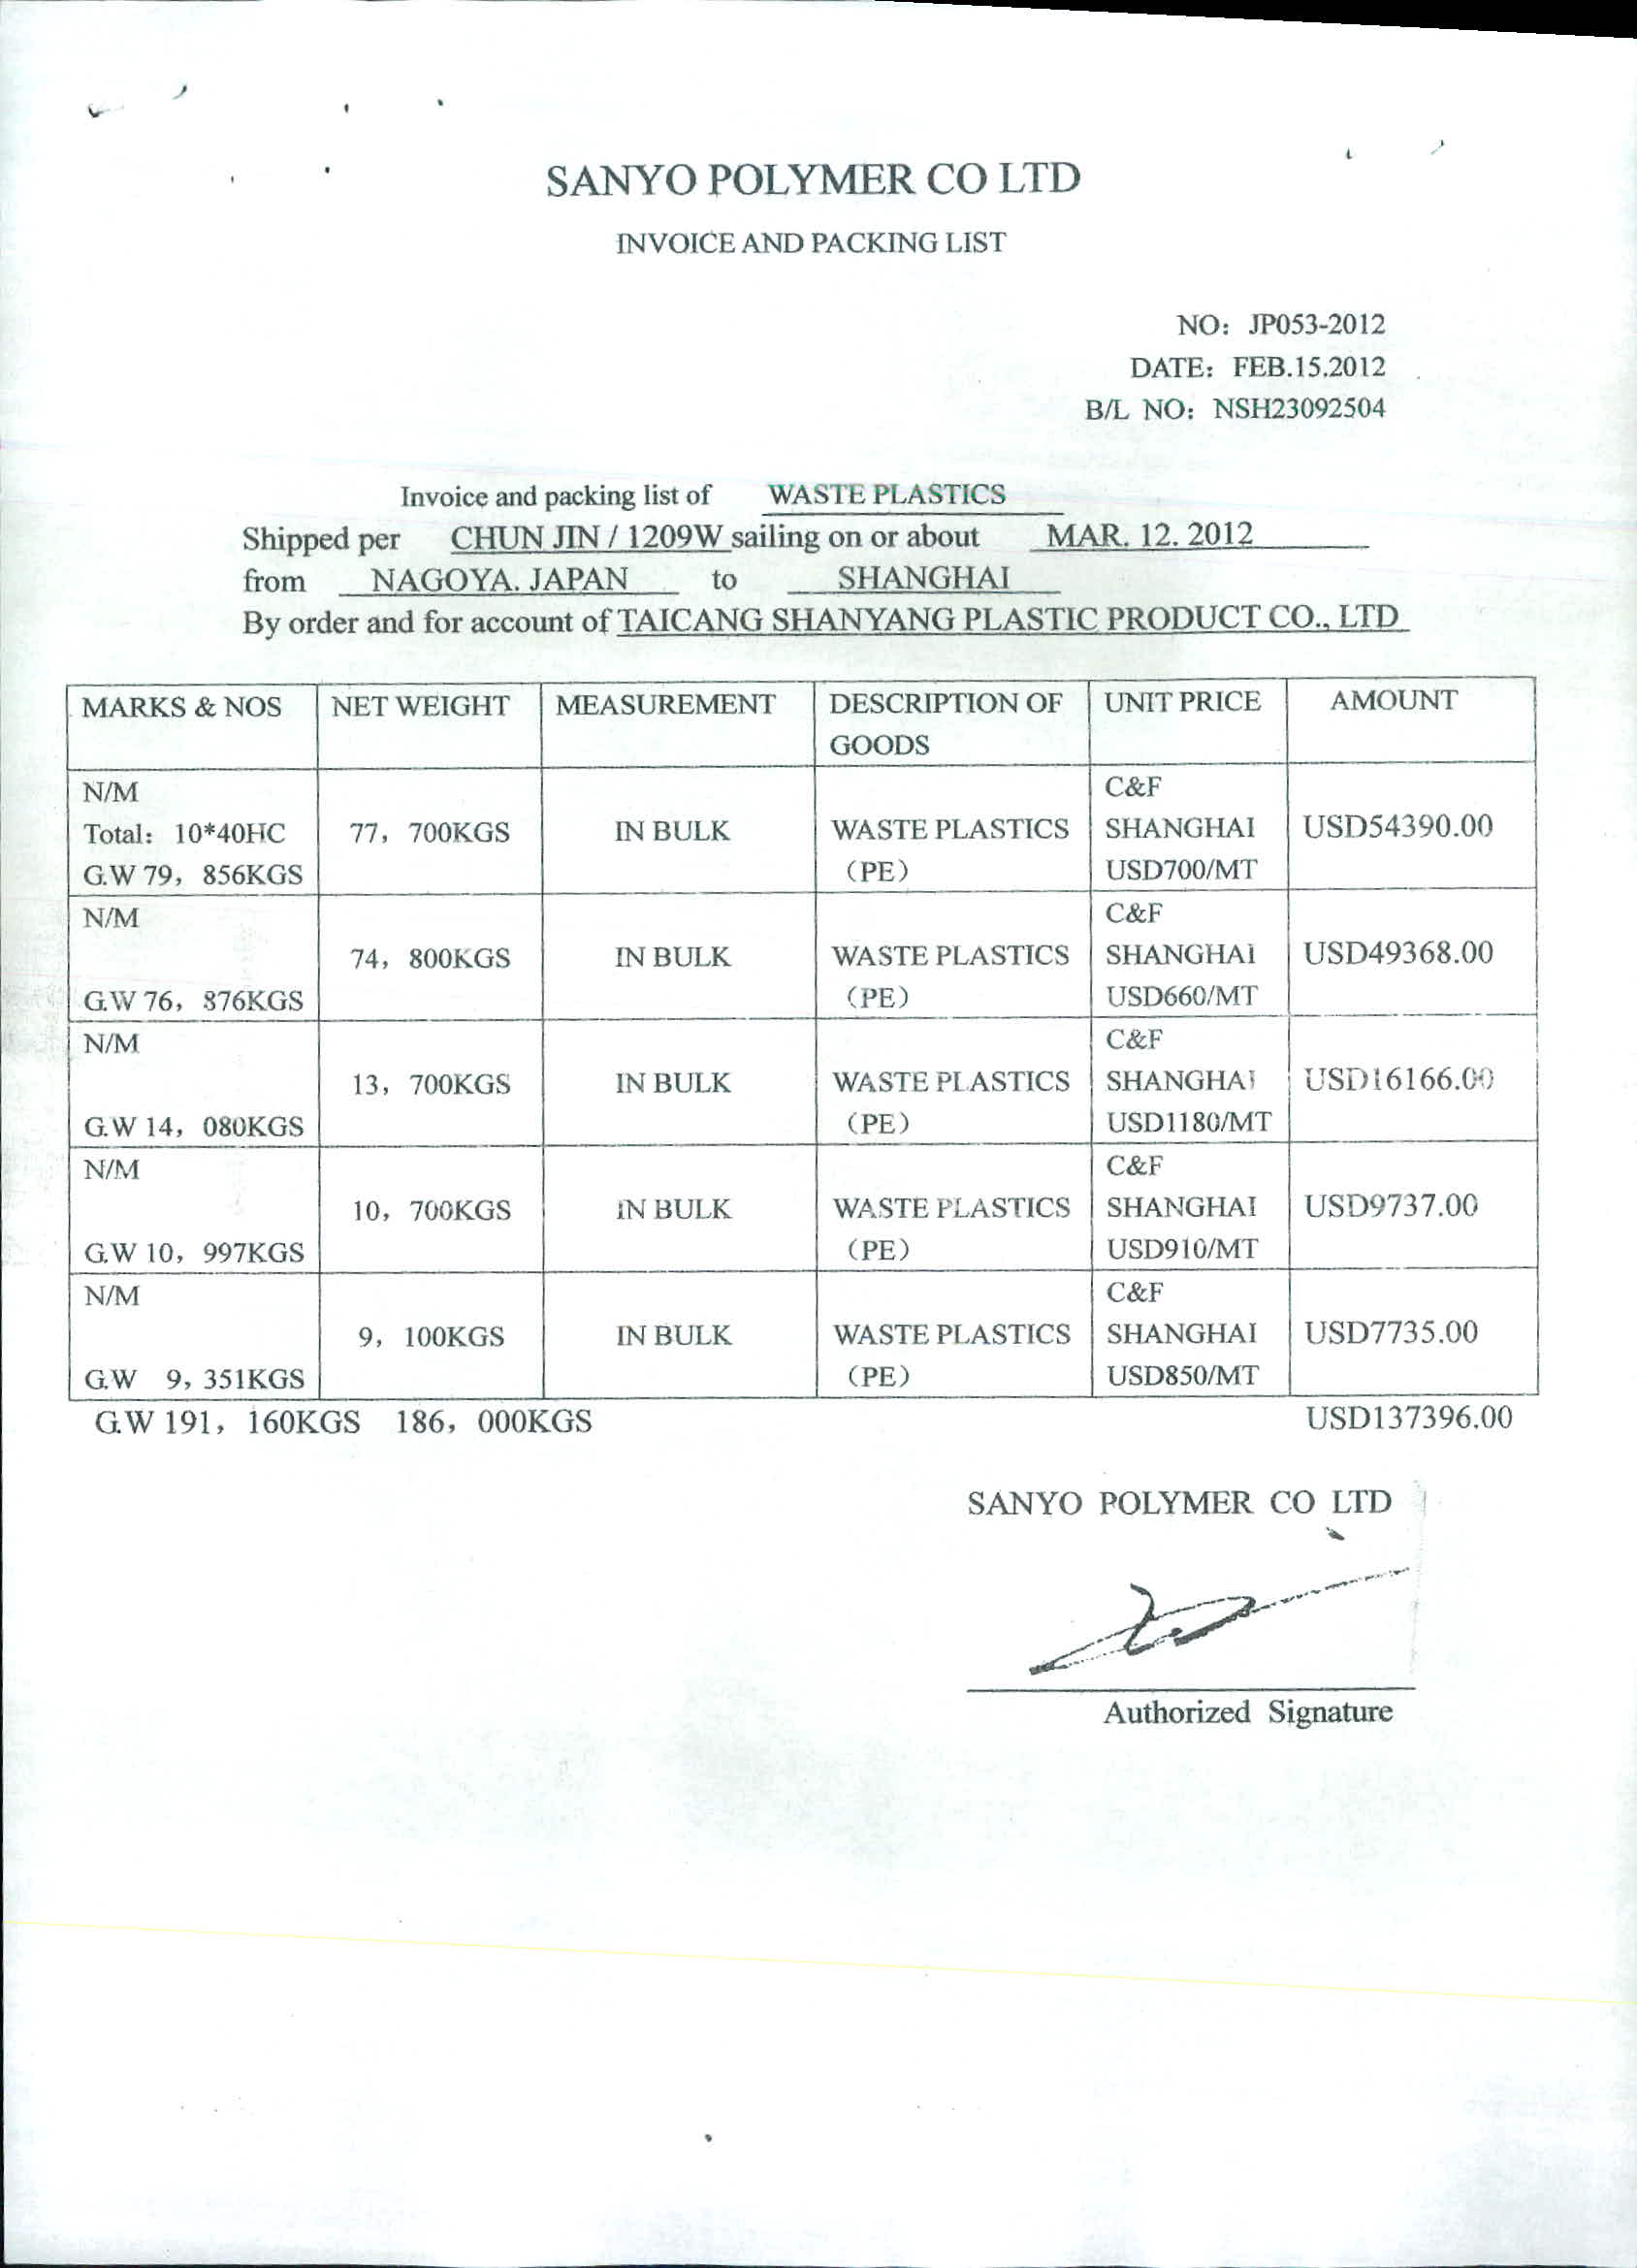 SANYO POLYMER CO LTD
INVOICE AND PACKING LIST
NO: JP053-2012
DATE: FEB.15.2012
B/L NO: NSH23092504
Invoice and packing list of WASTE PLASTICS
Shipped per CHUN JIN / 1209W sailing on or about MAR. 12. 2012
from NAGOYA. JAPAN to SHANGHAI
By order and for account of TAICANG SHANYANG PLASTIC PRODUCT CO., LTD
MARKS & NOS NET WEIGHT MEASUREMENT DESCRIPTION OF GOODS UNIT PRICE AMOUNT
N/M C&F
Total: 10*40HC 77, 700KGS IN BULK WASTE PLASTICS SHANGHAI USD54390.00
G.W 79, 856KGS (PE) USD700/MT
N/M C&F
74, 800KGS IN BULK WASTE PLASTICS SHANGHAI USD49368.00
G.W 76, 876KGS (PE) USD660/MT
N/M C&F
13, 700KGS IN BULK WASTE PLASTICS SHANGHAI USD16166.00
G.W 14, 080KGS (PE) USD1180/MT
N/M C&F
10, 700KGS IN BULK WASTE PLASTICS SHANGHAI USD9737.00
G.W 10, 997KGS (PE) USD910/MT
N/M C&F
9, 100KGS IN BULK WASTE PLASTICS SHANGHAI USD7735.00
G.W 9, 351KGS (PE) USD850/MT
G.W 191, 160KGS 186, 000KGS USD137396.00
SANYO POLYMER CO LTD
Authorized Signature